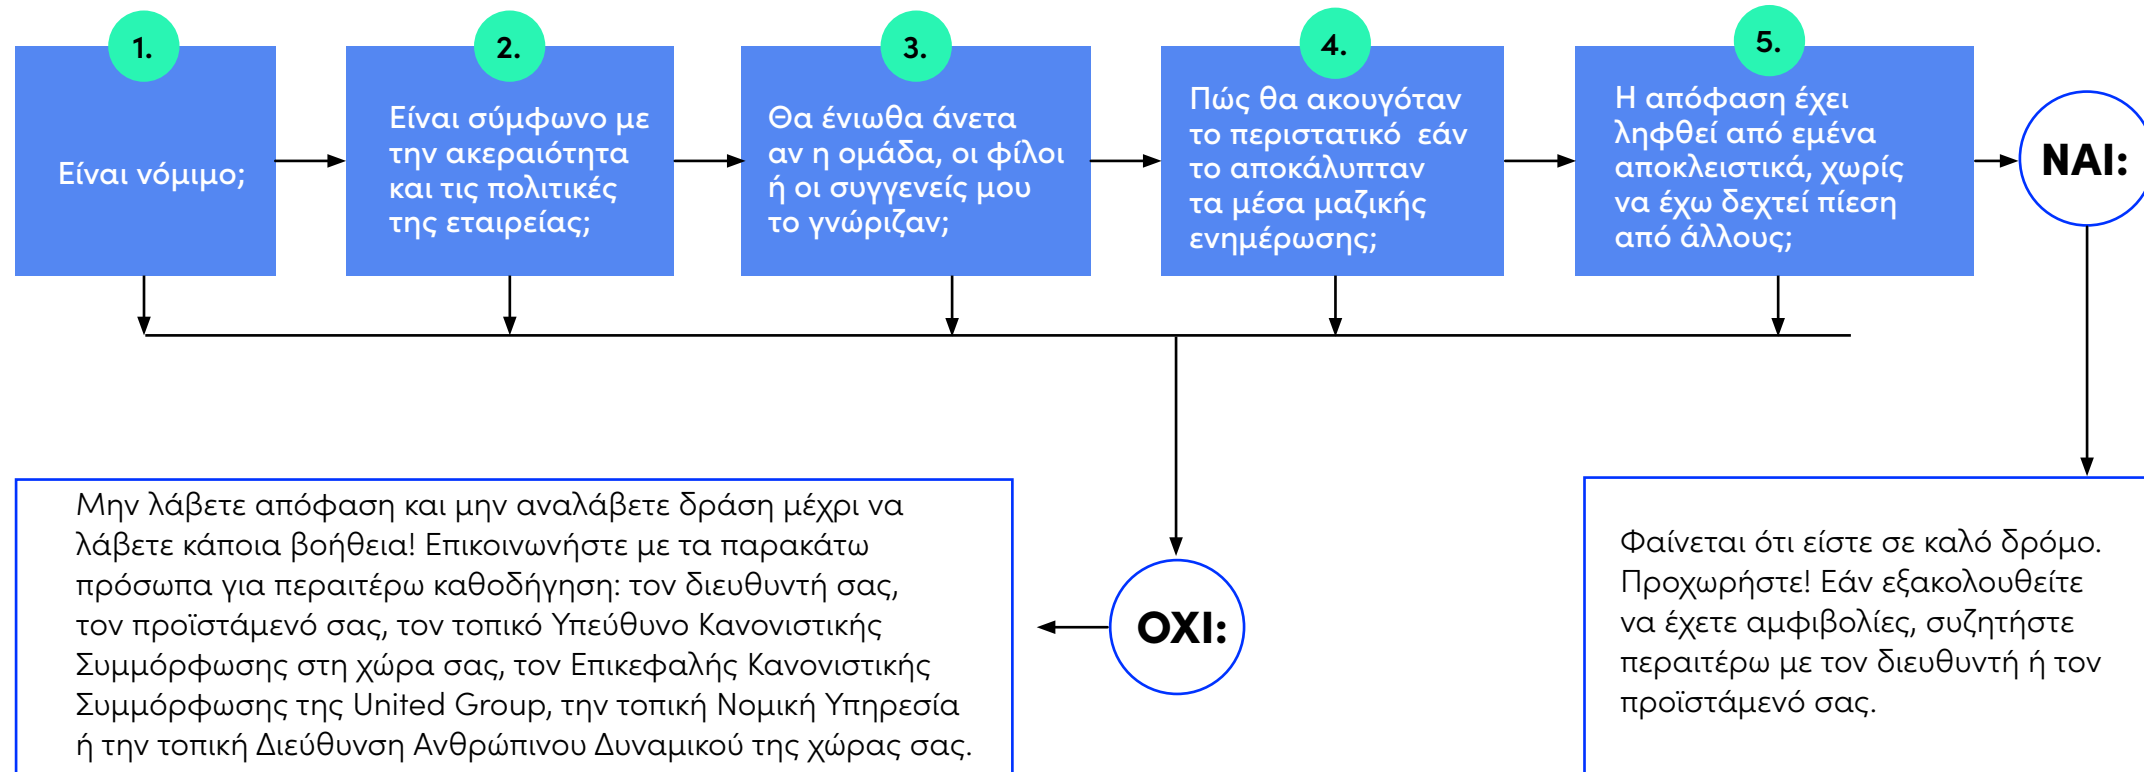 1.
Είναι νόμιμο;
2.
Είναι σύμφωνο με
την ακεραιότητα
και τις πολιτικές
της εταιρείας;
3.
Θα ένιωθα άνετα
αν η ομάδα, οι φίλοι
ή οι συγγενείς μου
το γνώριζαν;
4.
Πώς θα ακουγόταν
το περιστατικό εάν
το αποκάλυπταν
τα μέσα μαζικής
ενημέρωσης;
5.
Η απόφαση έχει
ληφθεί από εμένα
αποκλειστικά, χωρίς
να έχω δεχτεί πίεση
από άλλους;
ΝΑΙ:
Μην λάβετε απόφαση και μην αναλάβετε δράση μέχρι να
λάβετε κάποια βοήθεια! Επικοινωνήστε με τα παρακάτω
πρόσωπα για περαιτέρω καθοδήγηση: τον διευθυντή σας,
τον προϊστάμενό σας, τον τοπικό Υπεύθυνο Κανονιστικής
Συμμόρφωσης στη χώρα σας, τον Επικεφαλής Κανονιστικής
Συμμόρφωσης της United Group, την τοπική Νομική Υπηρεσία
ή την τοπική Διεύθυνση Ανθρώπινου Δυναμικού της χώρας σας.
ΟΧΙ:
Φαίνεται ότι είστε σε καλό δρόμο.
Προχωρήστε! Εάν εξακολουθείτε
να έχετε αμφιβολίες, συζητήστε
περαιτέρω με τον διευθυντή ή τον
προϊστάμενό σας.